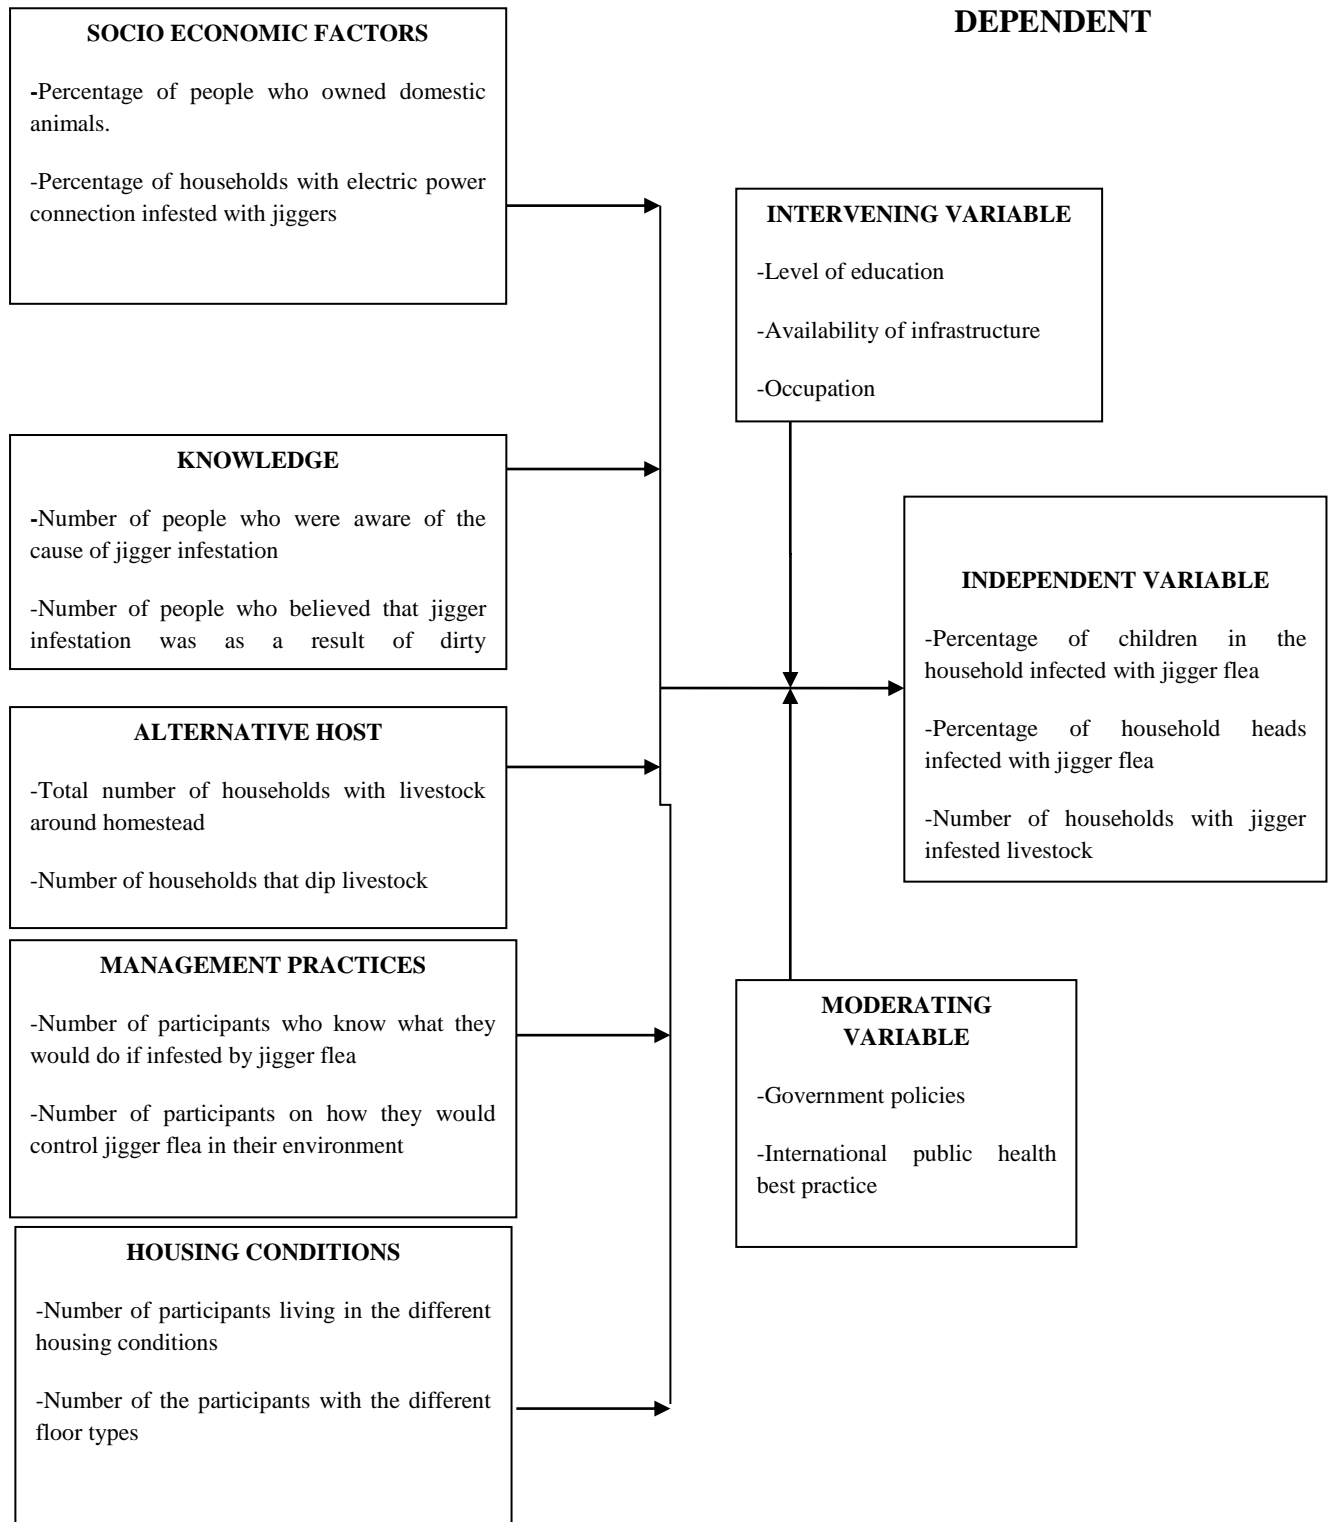 DEPENDENT
SOCIO ECONOMIC FACTORS
-Percentage of people who owned domestic
animals.
-Percentage of households with electric power
connection infested with jiggers
INTERVENING VARIABLE
-Level of education
-Availability of infrastructure
-Occupation
KNOWLEDGE
-Number of people who were aware of the
cause of jigger infestation
-Number of people who believed that jigger
infestation was as a result of dirty
INDEPENDENT VARIABLE
-Percentage of children in the
household infected with jigger flea
-Percentage of household heads
infected with jigger flea
-Number of households with jigger
infested livestock
ALTERNATIVE HOST
-Total number of households with livestock
around homestead
-Number of households that dip livestock
MANAGEMENT PRACTICES
-Number of participants who know what they
would do if infested by jigger flea
-Number of participants on how they would
control jigger flea in their environment
MODERATING
VARIABLE
-Government policies
-International public health
best practice
HOUSING CONDITIONS
-Number of participants living in the different
housing conditions
-Number of the participants with the different
floor types